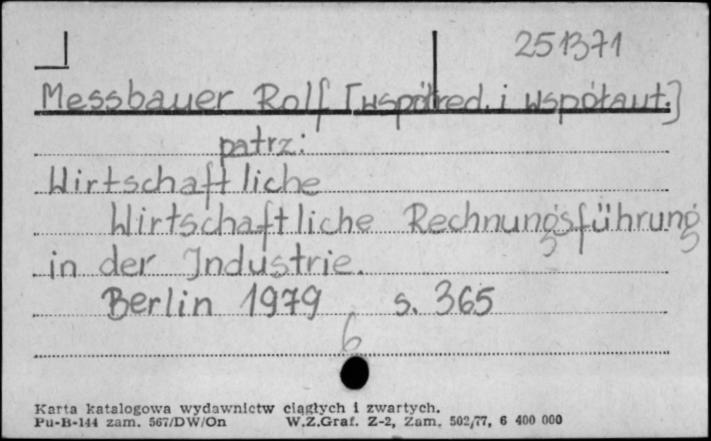 251371
Messbauer Rolf [współred. i współaut.]
patrz:
Wirtschaftliche
Wirtschaftliche Rechnungsführung
in der Industrie.
Berlin 1979 s. 365
6
Karta katalogowa wydawnictw ciągłych i zwartych.
Pu-B-144 zam. 567/DW/On W.Z.Graf. Z-2, Zam. 502/77, 6 400 000